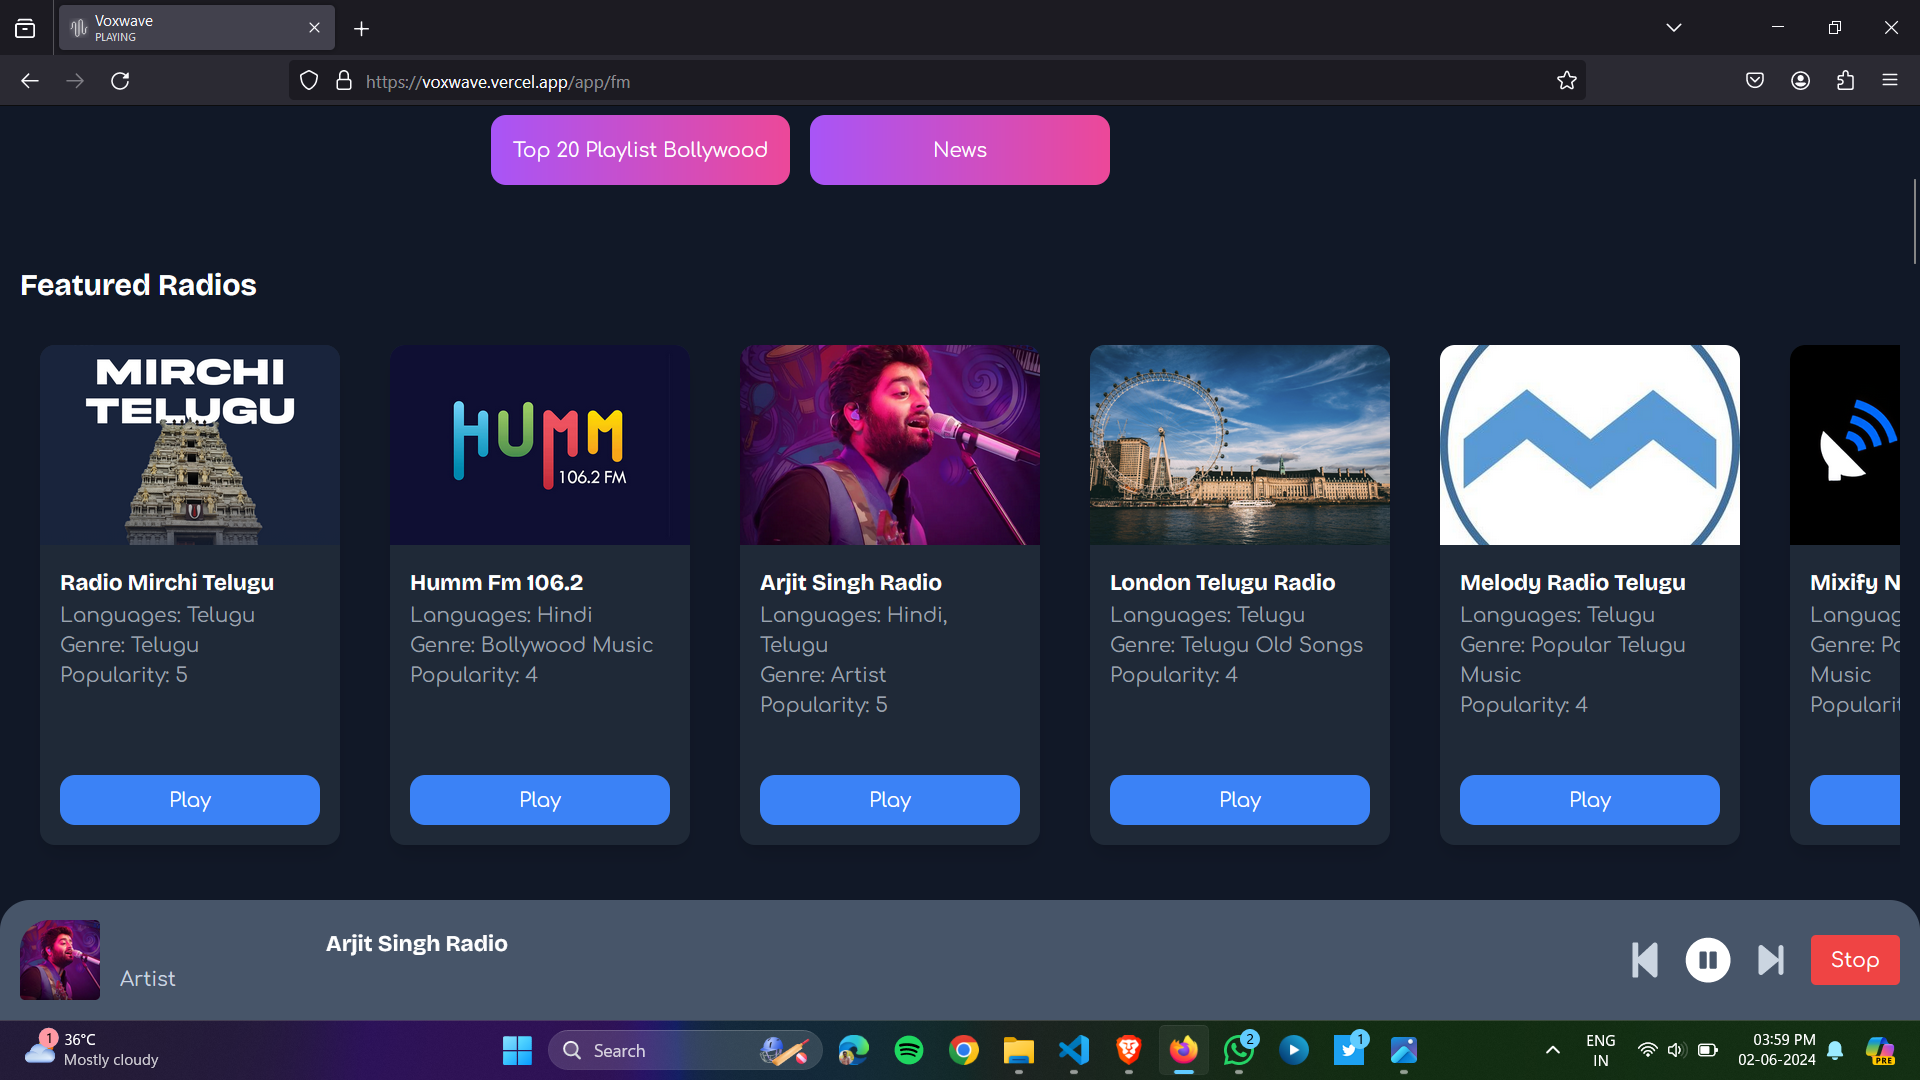 Voxwave
PLAYING
https://voxwave.vercel.app/app/fm
Top 20 Playlist Bollywood
News
Featured Radios
MIRCHI
TELUGU
Radio Mirchi Telugu
Languages: Telugu
Genre: Telugu
Popularity: 5
Play
HUMM
106.2 FM
Humm Fm 106.2
Languages: Hindi
Genre: Bollywood Music
Popularity: 4
Play
Arjit Singh Radio
Languages: Hindi,
Telugu
Genre: Artist
Popularity: 5
Play
London Telugu Radio
Languages: Telugu
Genre: Telugu Old Songs
Popularity: 4
Play
Melody Radio Telugu
Languages: Telugu
Genre: Popular Telugu
Music
Popularity: 4
Play
Mixify N
Languag
Genre: Po
Music
Populari
Arjit Singh Radio
Artist
Stop
1
36°C
Mostly cloudy
Search
2
1
PRE
ENG
IN
03:59 PM
02-06-2024